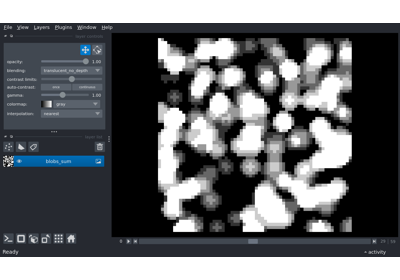 File View Layers Plugins Window Help
opacity: 1.00
blending: translucent_no_depth
contrast limits:
auto-contrast: once continuous
gamma: 1.00
colormap: gray
interpolation: nearest
blobs_sum
Ready
activity